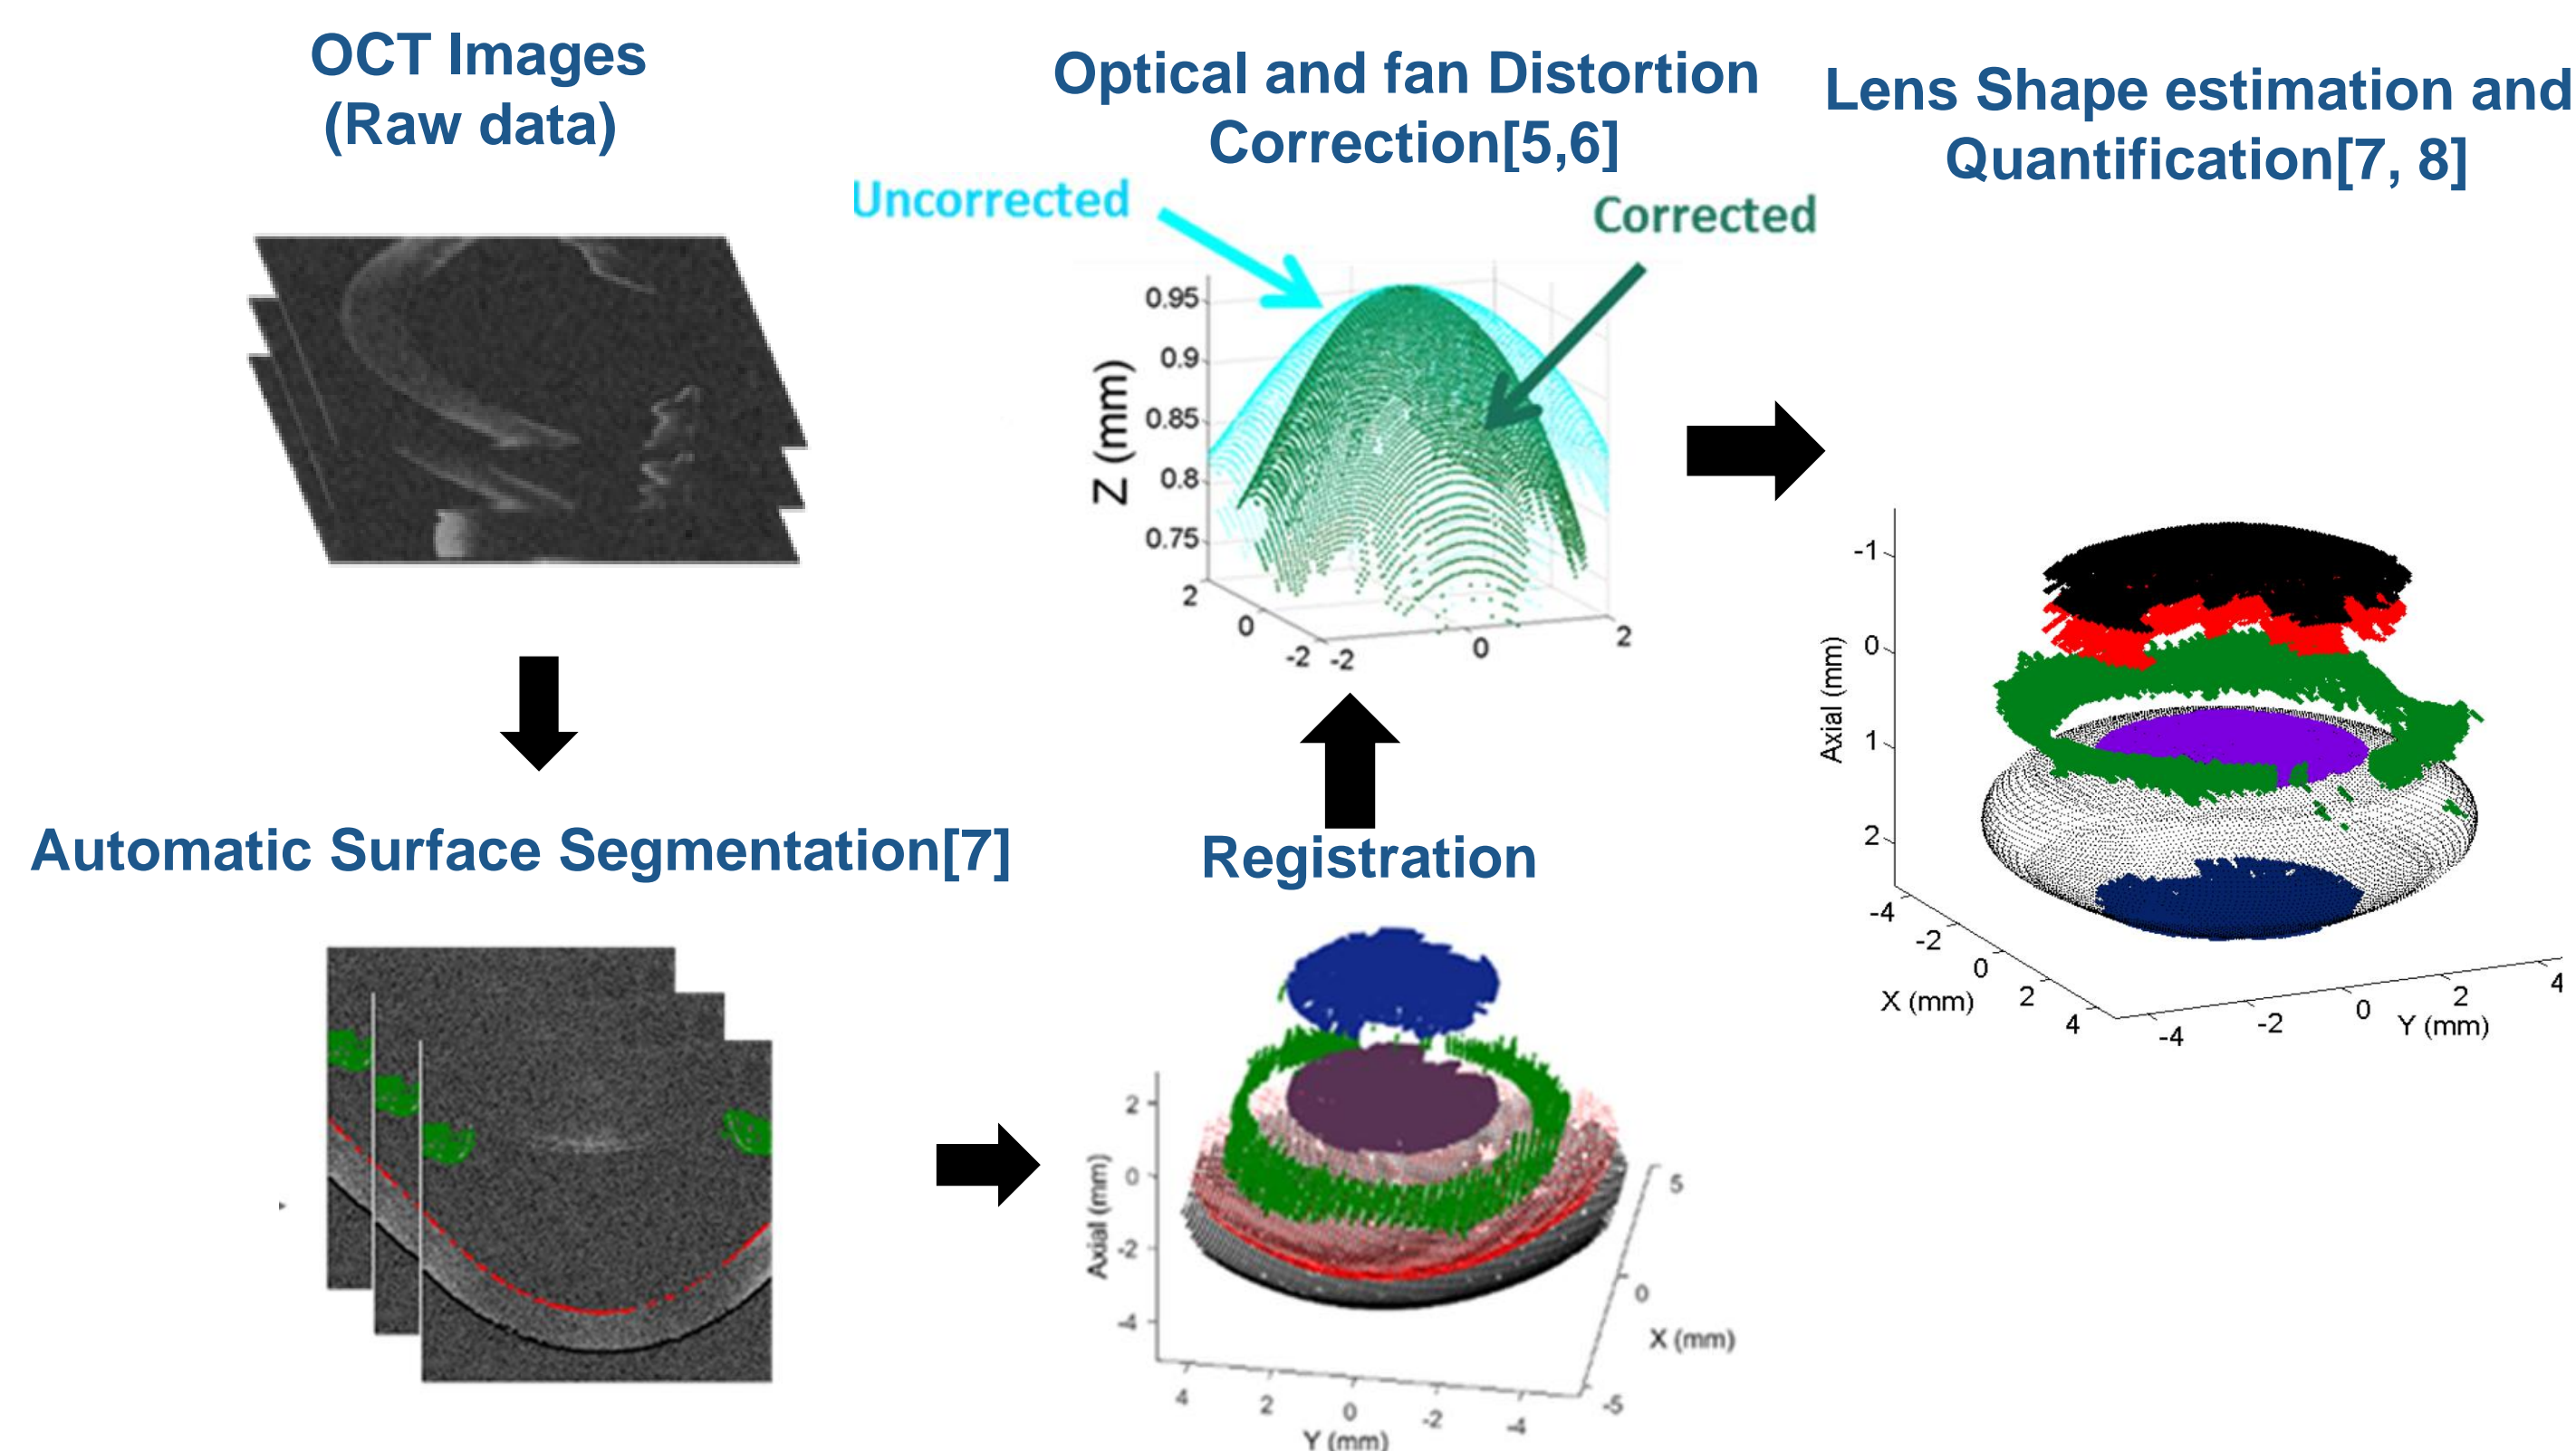 OCT Images
(Raw data)
Optical and fan Distortion
Correction[5,6]
Lens Shape estimation and
Quantification[7, 8]
Uncorrected
Corrected
0.95
0.9
0.85
0.8
0.75
Z (mm)
2
0
-2
-2
0
2
-1
0
1
2
Axial (mm)
-4
-2
0
2
4
X (mm)
-4
-2
0
2
4
Y (mm)
Automatic Surface Segmentation[7]
Registration
2
0
-2
-4
Axial (mm)
4
2
0
-2
-4
Y (mm)
5
0
-5
X (mm)